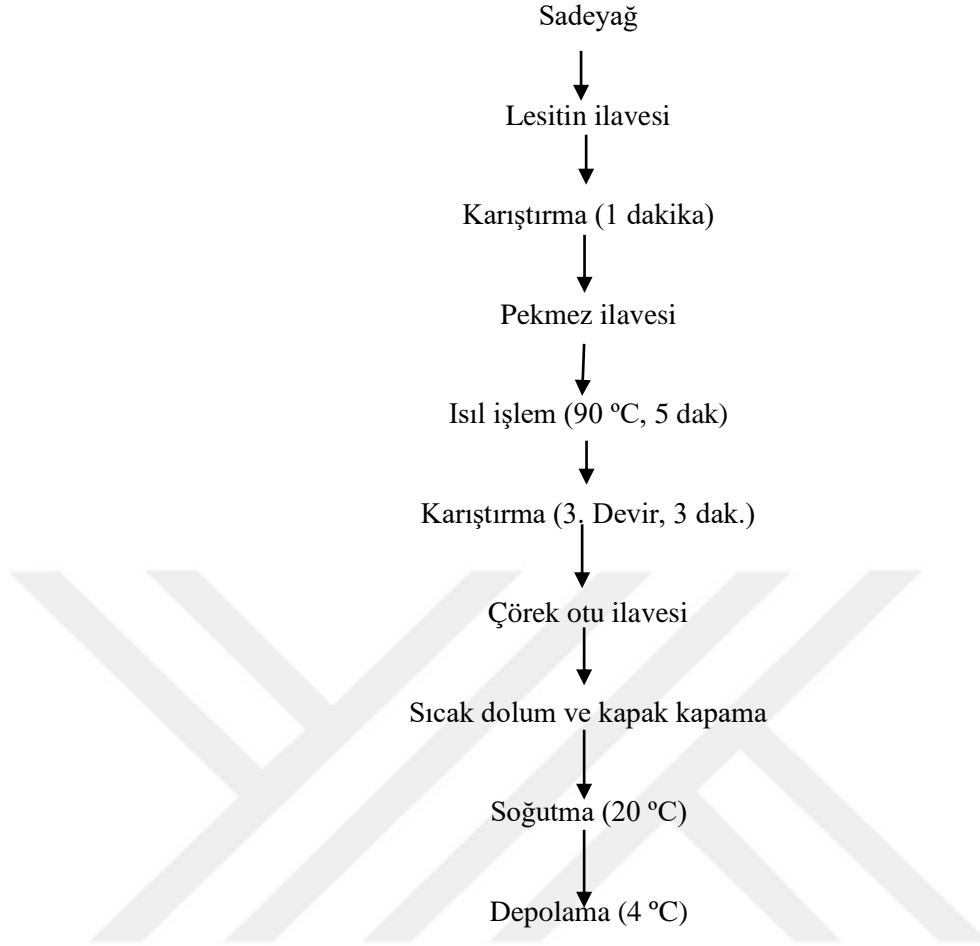 Sadeyağ
Lesitin ilavesi
Karıştırma (1 dakika)
Pekmez ilavesi
Isıl işlem (90 ºC, 5 dak)
Karıştırma (3. Devir, 3 dak.)
Çörek otu ilavesi
Sıcak dolum ve kapak kapama
Soğutma (20 ºC)
Depolama (4 ºC)